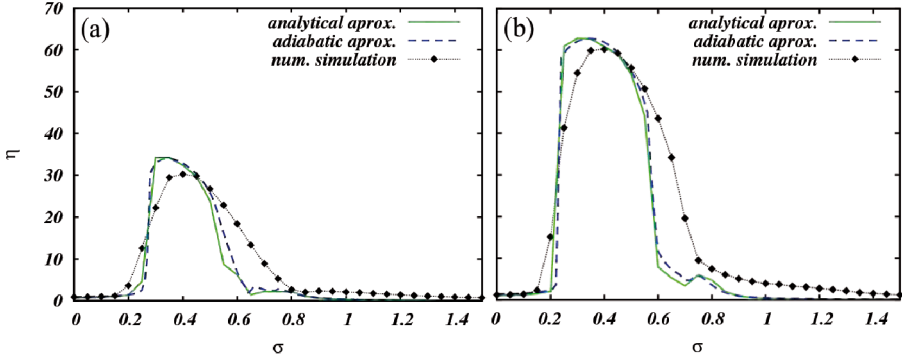 70
60
50
40
30
20
10
0
η
(a)
analytical aprox.
adiabatic aprox.
num. simulation
0 0.2 0.4 0.6 0.8 1 1.2 1.4
σ
(b)
analytical aprox.
adiabatic aprox.
num. simulation
0 0.2 0.4 0.6 0.8 1 1.2 1.4
σ